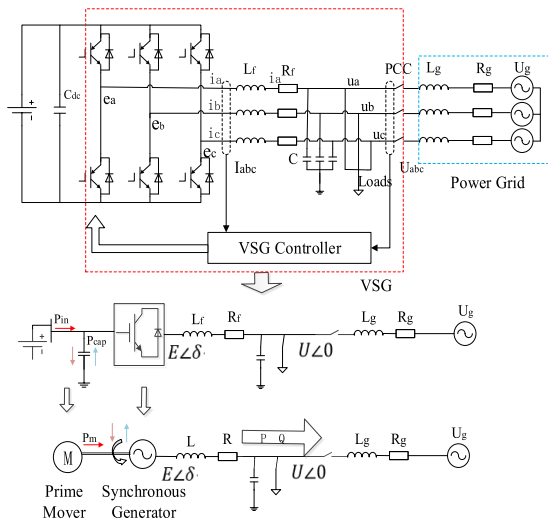 Cdc
ea
eb
ec
ia
ib
ic
Iabc
Lf
ia
Rf
C
ua
ub
uc
Loads
PCC
Uabc
Lg
Rg
Ug
Power Grid
VSG Controller
VSG
Pin
Pcap
E∠δ
Lf
Rf
U∠0
Lg
Rg
Ug
Pm
M
Prime Mover
Synchronous Generator
E∠δ
L
R
P Q
U∠0
Lg
Rg
Ug